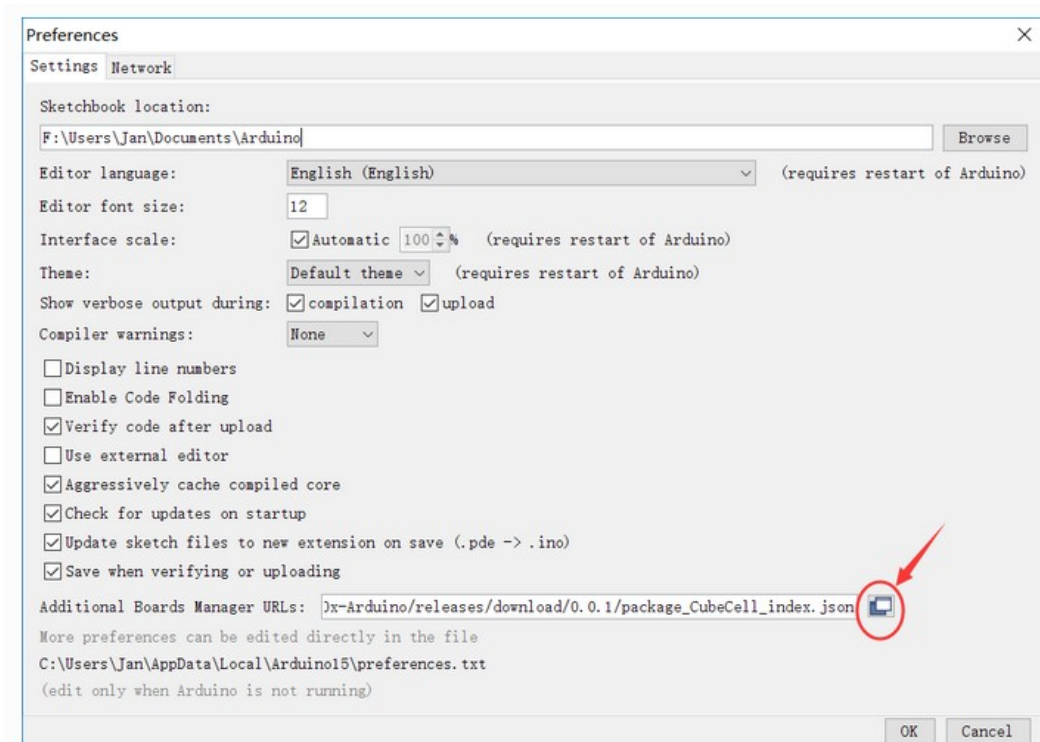 Preferences
Settings Network
Sketchbook location:
F:\Users\Jan\Documents\Arduino
Browse
Editor language: English (English) (requires restart of Arduino)
Editor font size: 12
Interface scale: Automatic 100 % (requires restart of Arduino)
Theme: Default theme (requires restart of Arduino)
Show verbose output during: compilation upload
Compiler warnings: None
Display line numbers
Enable Code Folding
Verify code after upload
Use external editor
Aggressively cache compiled core
Check for updates on startup
Update sketch files to new extension on save (.pde -> .ino)
Save when verifying or uploading
Additional Boards Manager URLs: x-Arduino/releases/download/0.0.1/package_CubeCell_index.json
More preferences can be edited directly in the file
C:\Users\Jan\AppData\Local\Arduino15\preferences.txt
(edit only when Arduino is not running)
OK Cancel